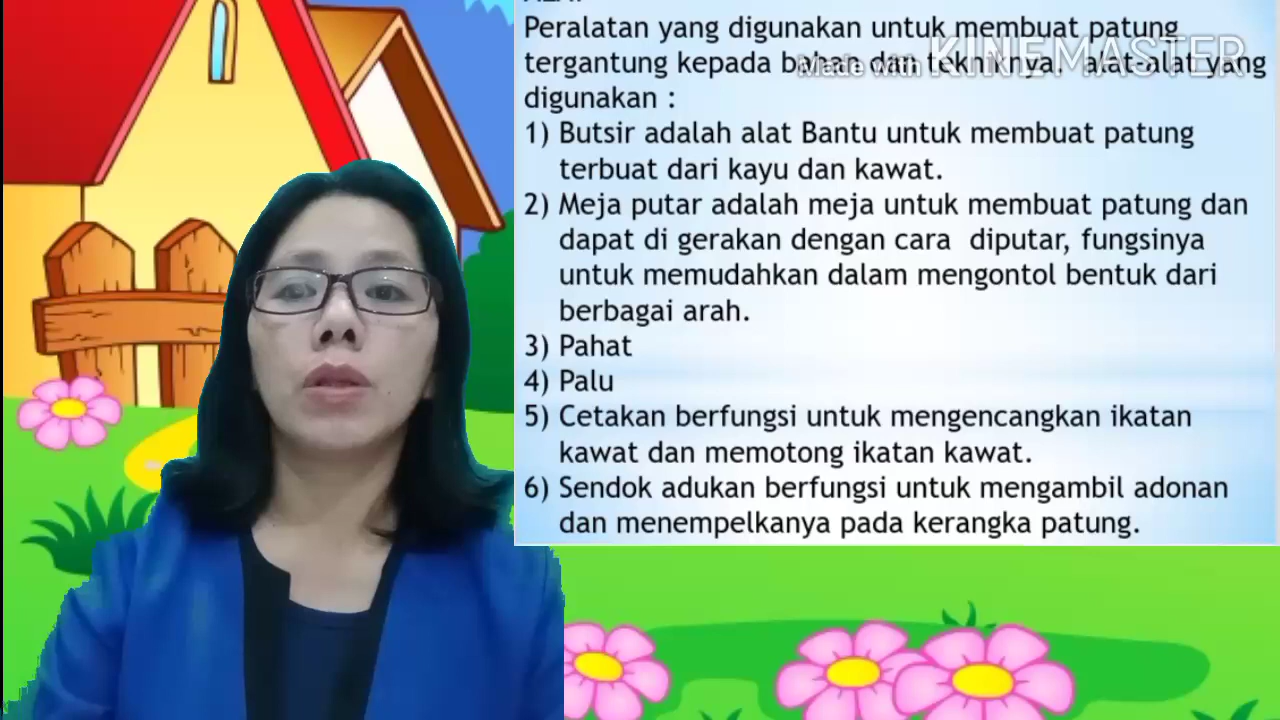 Peralatan yang digunakan untuk membuat patung
tergantung kepada bahan dan tekniknya. alat-alat yang
digunakan :
1) Butsir adalah alat Bantu untuk membuat patung
terbuat dari kayu dan kawat.
2) Meja putar adalah meja untuk membuat patung dan
dapat di gerakan dengan cara diputar, fungsinya
untuk memudahkan dalam mengontol bentuk dari
berbagai arah.
3) Pahat
4) Palu
5) Cetakan berfungsi untuk mengencangkan ikatan
kawat dan memotong ikatan kawat.
6) Sendok adukan berfungsi untuk mengambil adonan
dan menempelkanya pada kerangka patung.
Made with KINEMASTER